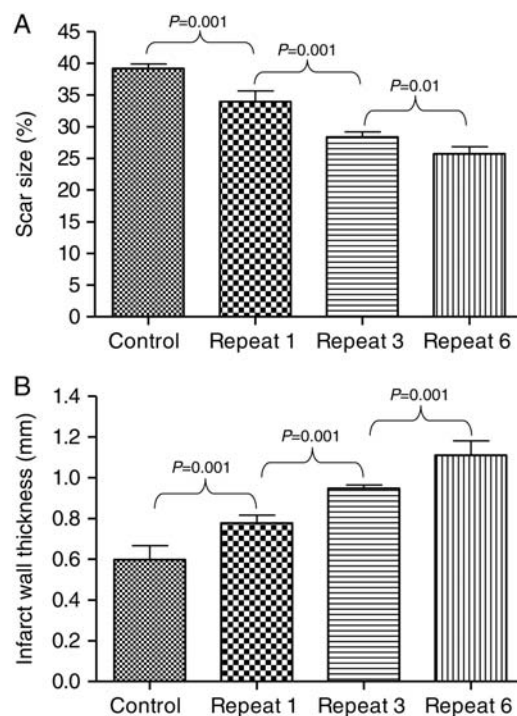 A
P=0.001
P=0.001
P=0.01
45
40
35
30
25
20
15
10
5
0
Scar size (%)
Control Repeat 1 Repeat 3 Repeat 6
B
P=0.001
P=0.001
P=0.001
1.4
1.2
1.0
0.8
0.6
0.4
0.2
0.0
Infarct wall thickness (mm)
Control Repeat 1 Repeat 3 Repeat 6